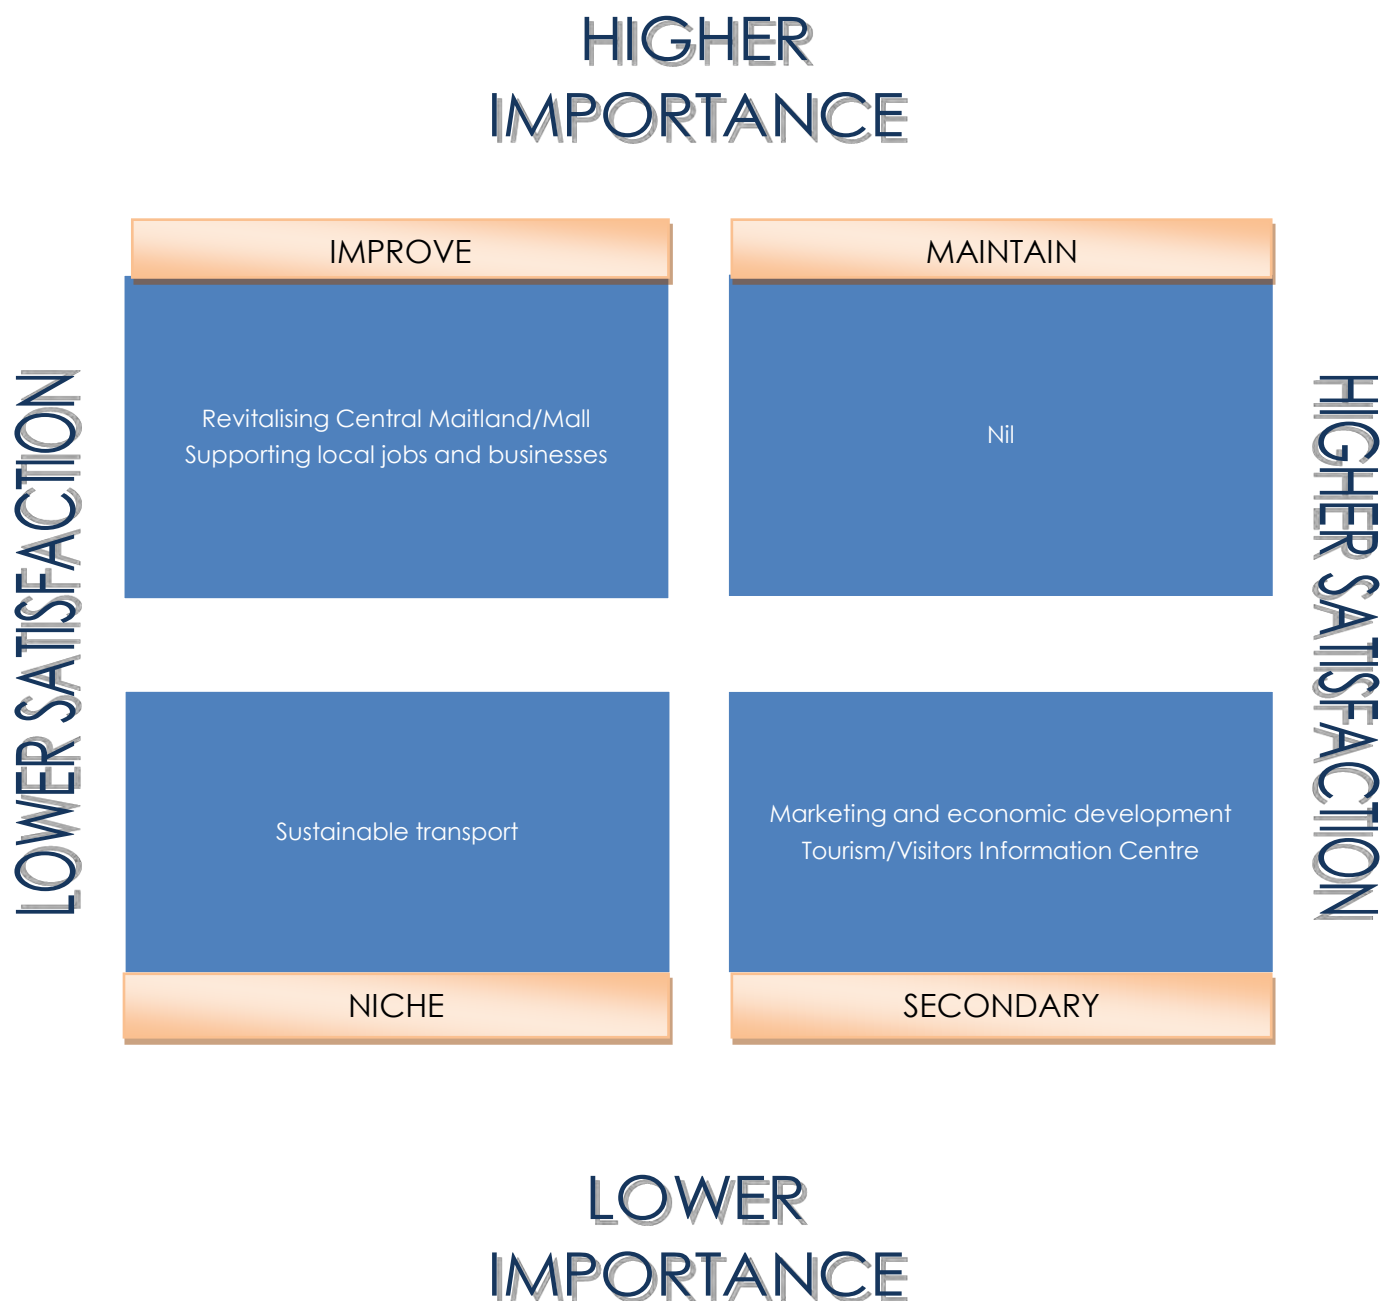 HIGHER
IMPORTANCE
IMPROVE
MAINTAIN
LOWER SATISFACTION
Revitalising Central Maitland/Mall
Supporting local jobs and businesses
Nil
HIGHER SATISFACTION
Sustainable transport
Marketing and economic development
Tourism/Visitors Information Centre
NICHE
SECONDARY
LOWER
IMPORTANCE